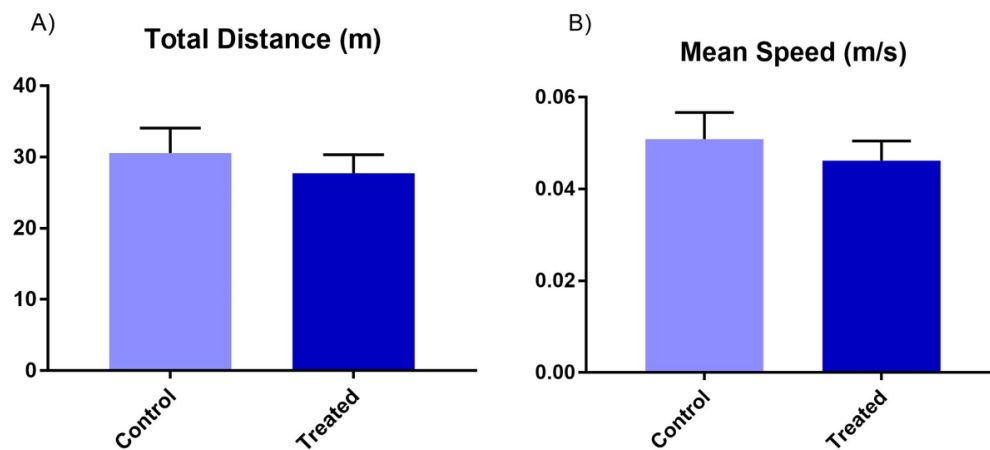 A)
Total Distance (m)
40
30
20
10
0
Control
Treated
B)
Mean Speed (m/s)
0.06
0.04
0.02
0.00
Control
Treated